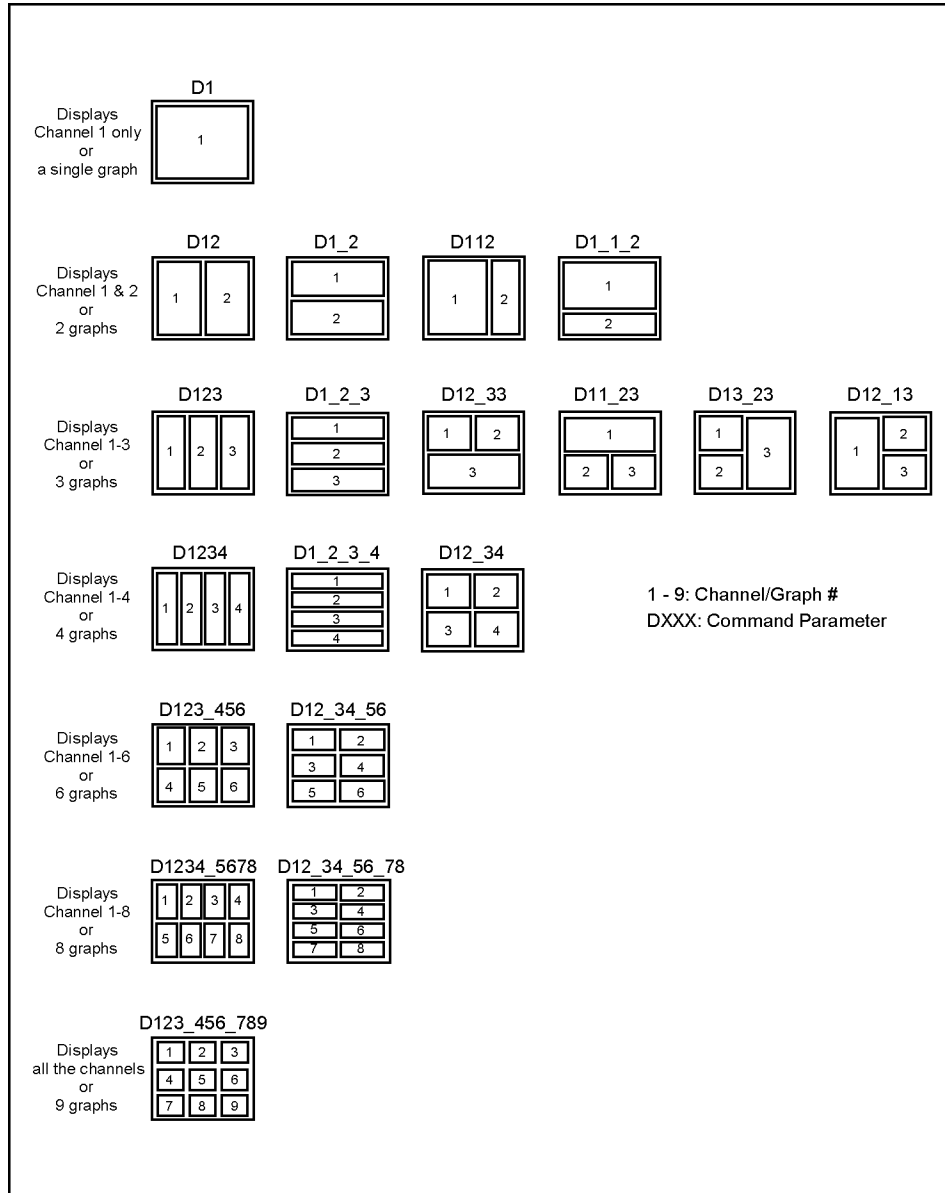 D1
Displays
Channel 1 only
or
a single graph
1
D12 D1_2 D112 D1_1_2
Displays
Channel 1 & 2
or
2 graphs
1 2
1
2
1 2
1
2
D123 D1_2_3 D12_33 D11_23 D13_23 D12_13
Displays
Channel 1-3
or
3 graphs
1 2 3
1
2
3
1 2
3
1
2 3
1
2
3
1
2
3
D1234 D1_2_3_4 D12_34
Displays
Channel 1-4
or
4 graphs
1 2 3 4
1
2
3
4
1 2
3 4
1 - 9: Channel/Graph #
DXXX: Command Parameter
D123_456 D12_34_56
Displays
Channel 1-6
or
6 graphs
1 2 3
4 5 6
1 2
3 4
5 6
D1234_5678 D12_34_56_78
Displays
Channel 1-8
or
8 graphs
1 2 3 4
5 6 7 8
1 2
3 4
5 6
7 8
D123_456_789
Displays
all the channels
or
9 graphs
1 2 3
4 5 6
7 8 9